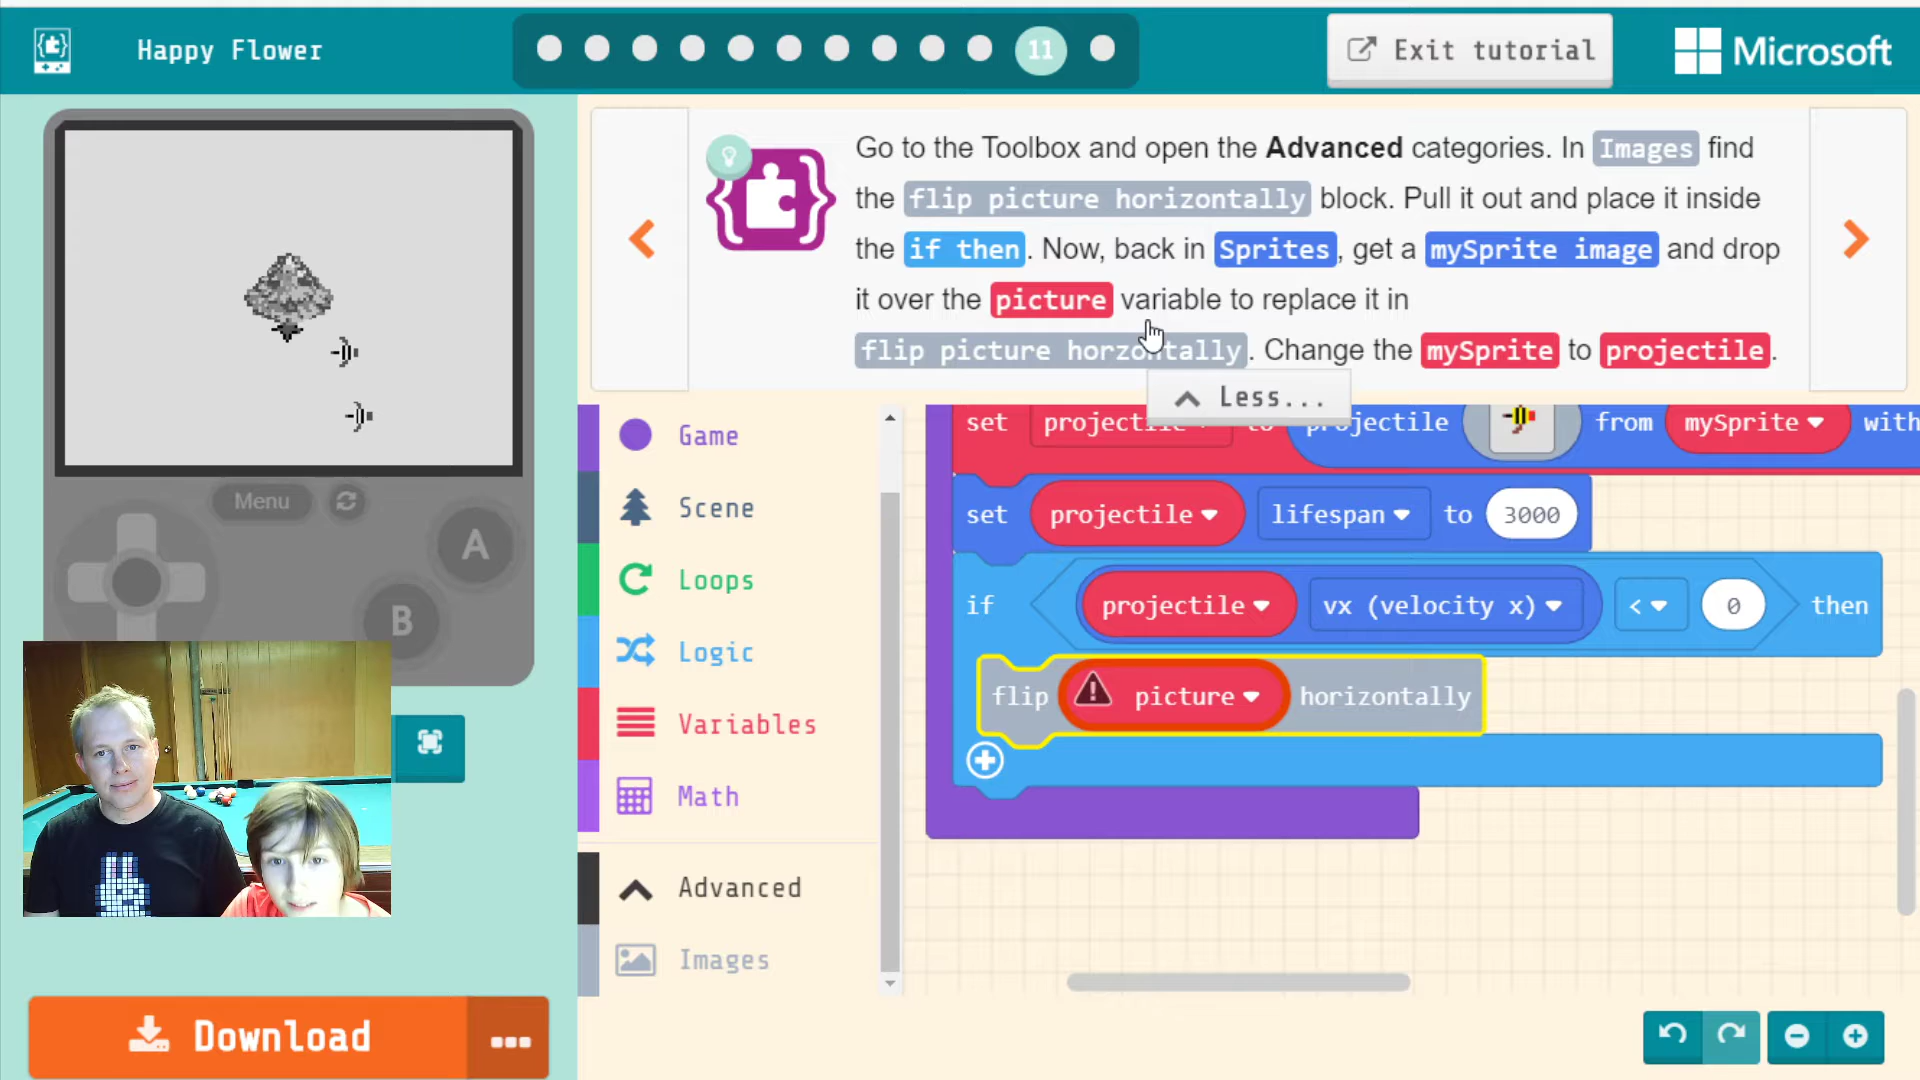 Happy Flower
11
Exit tutorial
Microsoft
Go to the Toolbox and open the Advanced categories. In Images find
the flip picture horizontally block. Pull it out and place it inside
the if then. Now, back in Sprites, get a mySprite image and drop
it over the picture variable to replace it in
flip picture horzontally. Change the mySprite to projectile.
Less...
Menu
A
B
Game
Scene
Loops
Logic
Variables
Math
Advanced
Images
set projectile to projectile from mySprite with
set projectile lifespan to 3000
if projectile vx (velocity x) < 0 then
flip picture horizontally
Download